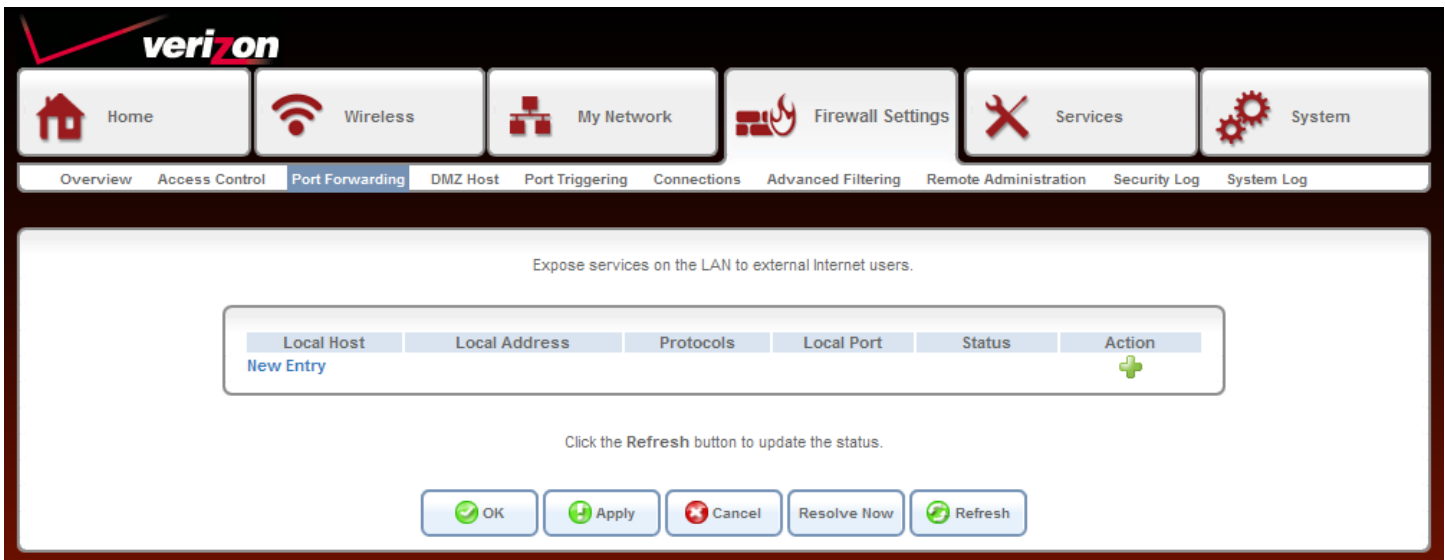 verizon
Home Wireless My Network Firewall Settings Services System
Overview Access Control Port Forwarding DMZ Host Port Triggering Connections Advanced Filtering Remote Administration Security Log System Log
Expose services on the LAN to external Internet users.
Local Host Local Address Protocols Local Port Status Action
New Entry
Click the Refresh button to update the status.
OK Apply Cancel Resolve Now Refresh